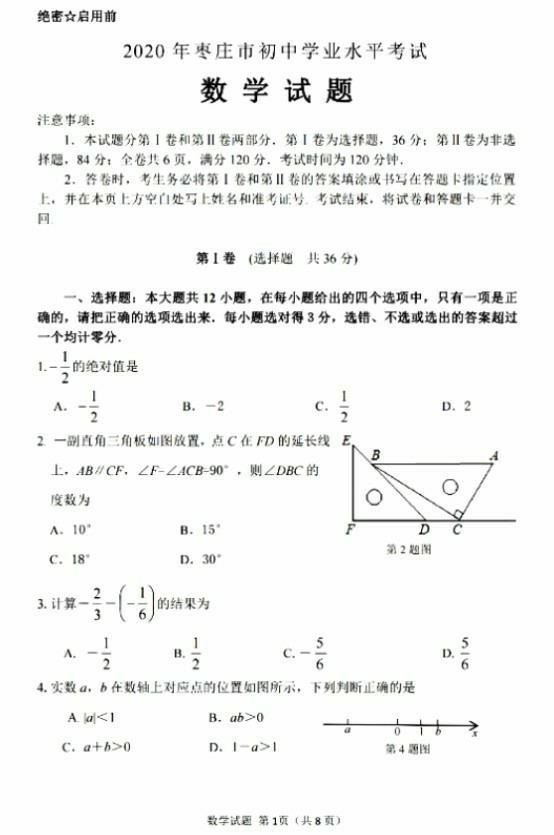 绝密☆启用前
2020 年枣庄市初中学业水平考试
数 学 试 题
注意事项：
1．本试题分第Ⅰ卷和第Ⅱ卷两部分．第Ⅰ卷为选择题，36 分；第Ⅱ卷为非选
择题，84 分；全卷共 6 页，满分 120 分．考试时间为 120 分钟．
2．答卷时，考生务必将第Ⅰ卷和第Ⅱ卷的答案填涂或书写在答题卡指定位置
上，并在本页上方空白处写上姓名和准考证号．考试结束，将试卷和答题卡一并交
回．
第Ⅰ卷 (选择题 共 36 分)
一、选择题：本大题共 12 小题，在每小题给出的四个选项中，只有一项是正
确的，请把正确的选项选出来．每小题选对得 3 分，选错、不选或选出的答案超过
一个均计零分．
1. −1/2 的绝对值是
A. −1/2 B. −2 C. 1/2 D. 2
2. 一副直角三角板如图放置，点 C 在 FD 的延长线
上，AB∥CF，∠F=∠ACB=90°，则∠DBC 的
度数为
A. 10° B. 15°
C. 18° D. 30°
E B A F D C
第 2 题图
3. 计算 −2/3 −(−1/6) 的结果为
A. −1/2 B. 1/2 C. −5/6 D. 5/6
4. 实数 a，b 在数轴上对应点的位置如图所示，下列判断正确的是
A. |a|＜1 B. ab＞0
C. a＋b＞0 D. 1－a＞1
a 0 1 b x
第 4 题图
数学试题 第 1页（共 8 页）